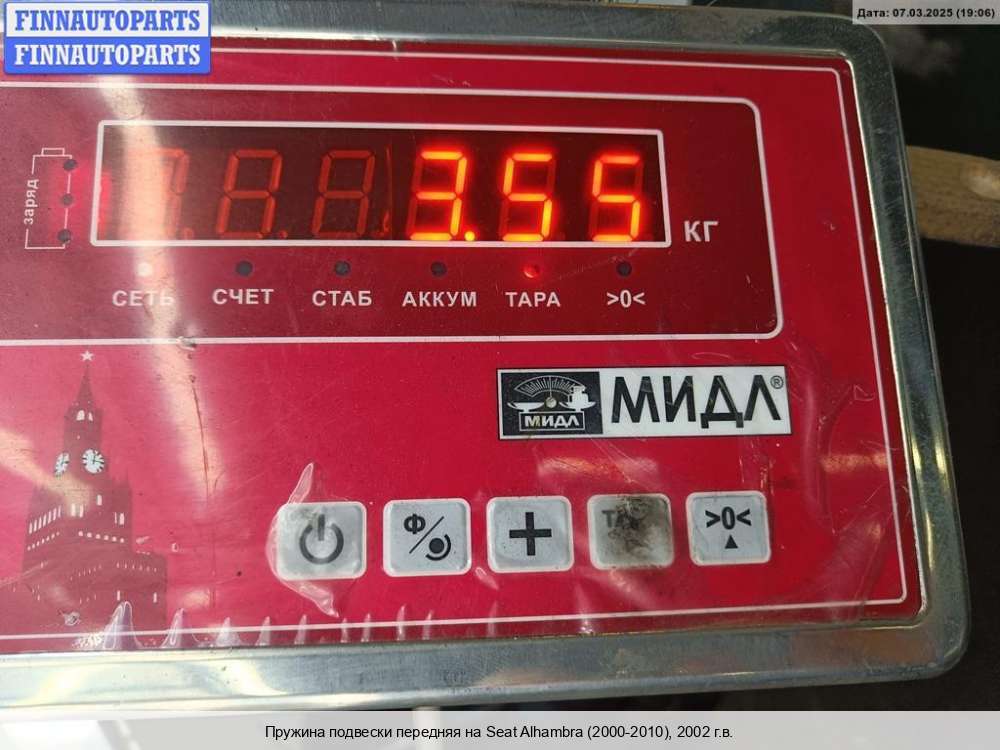 FINNAUTOPARTS
FINNAUTOPARTS
Дата: 07.03.2025 (19:06)
заряд
3.55
КГ
СЕТЬ СЧЕТ СТАБ АККУМ ТАРА >0<
МИДЛ МИДЛ®
Ф/ + >0<
Пружина подвески передняя на Seat Alhambra (2000-2010), 2002 г.в.